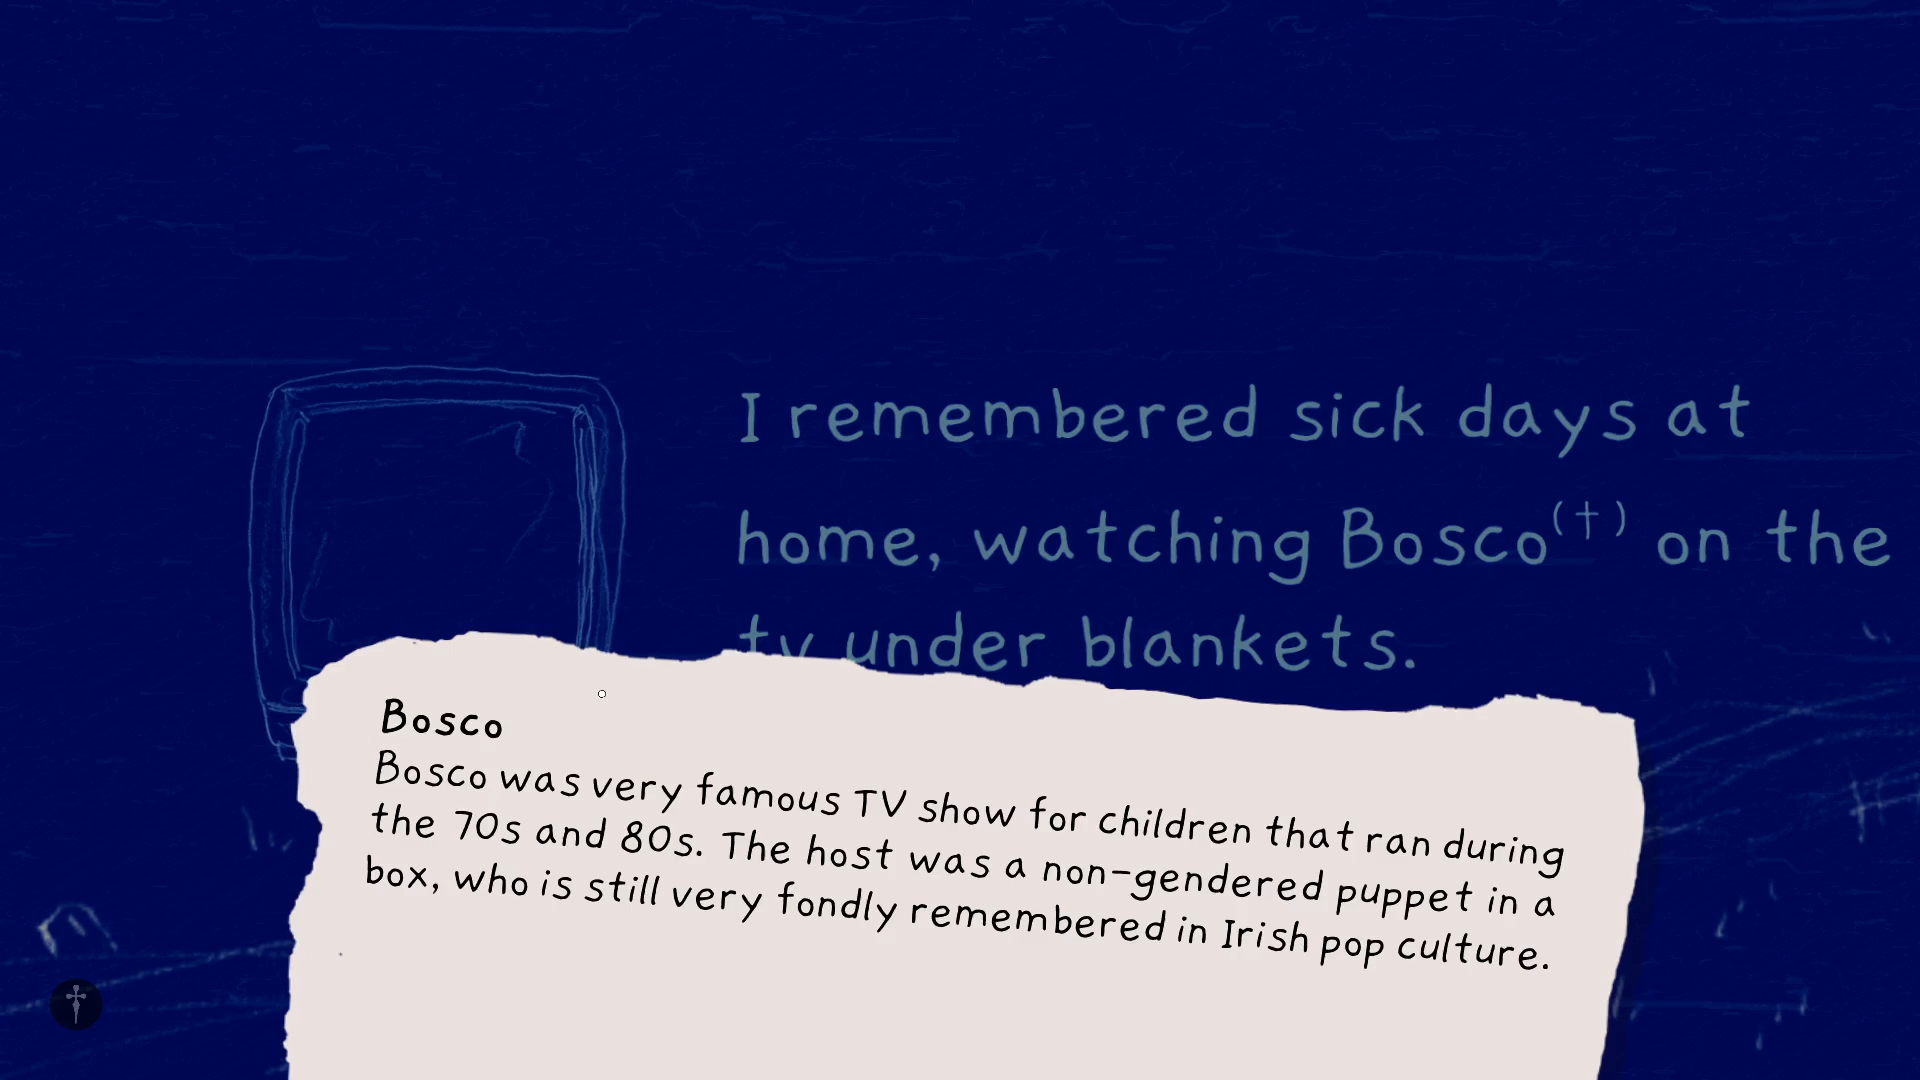 I remembered sick days at
home, watching Bosco(†) on the
tv under blankets.
Bosco
Bosco was very famous TV show for children that ran during
the 70s and 80s. The host was a non-gendered puppet in a
box, who is still very fondly remembered in Irish pop culture.